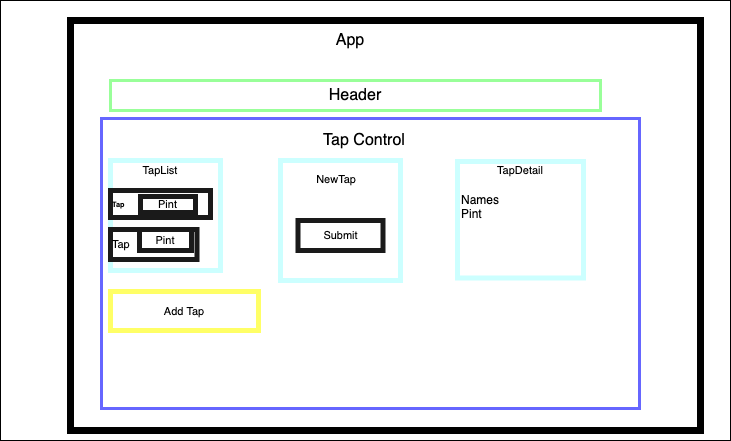 App
Header
Tap Control
TapList
NewTap
TapDetail
Tap Pint
Tap Pint
Submit
Names
Pint
Add Tap